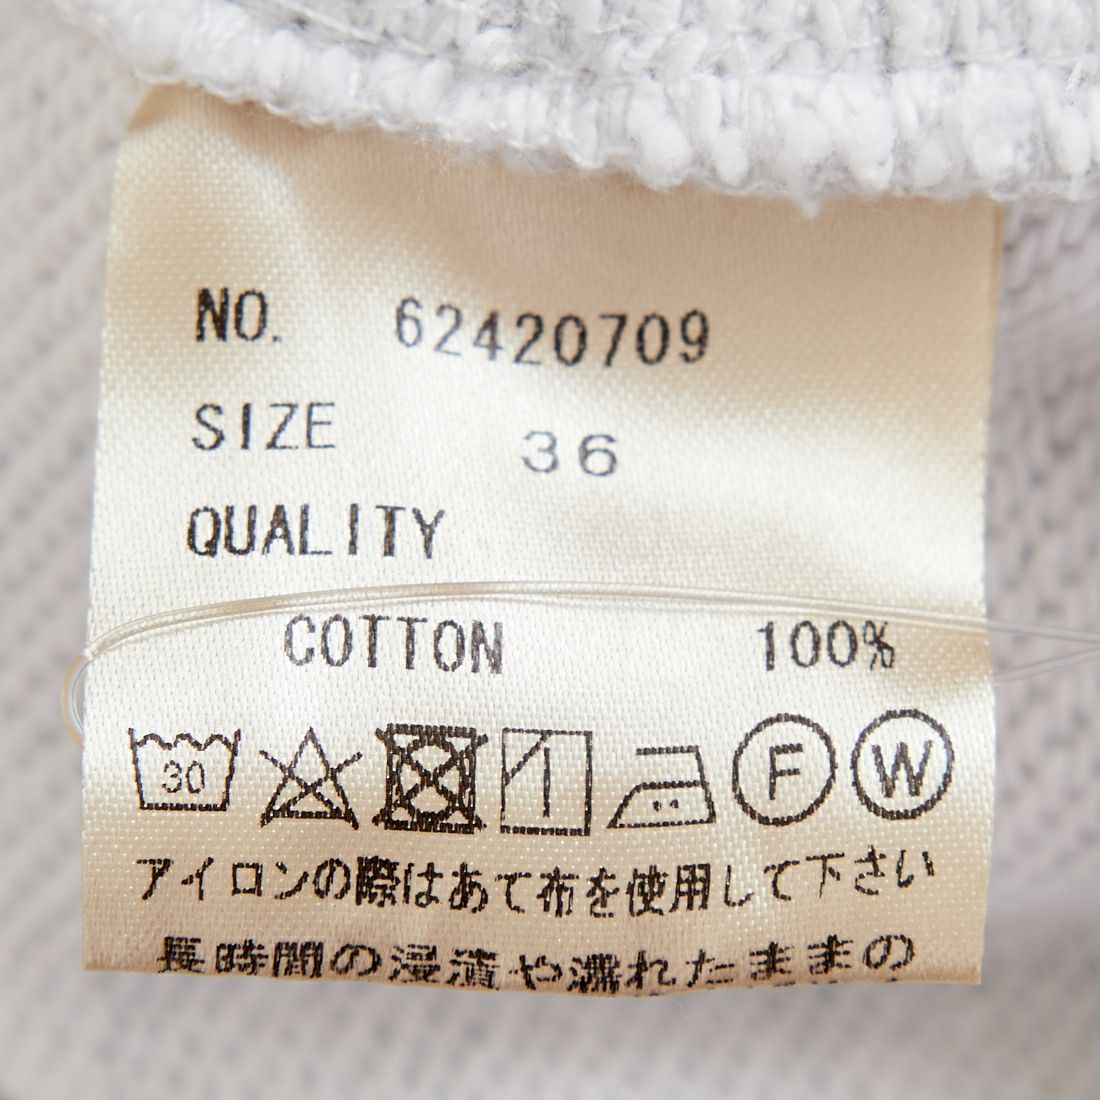 NO. 62420709
SIZE 36
QUALITY
COTTON 100%
30 F W
アイロンの際はあて布を使用して下さい
長時間の浸漬や濡れたままの